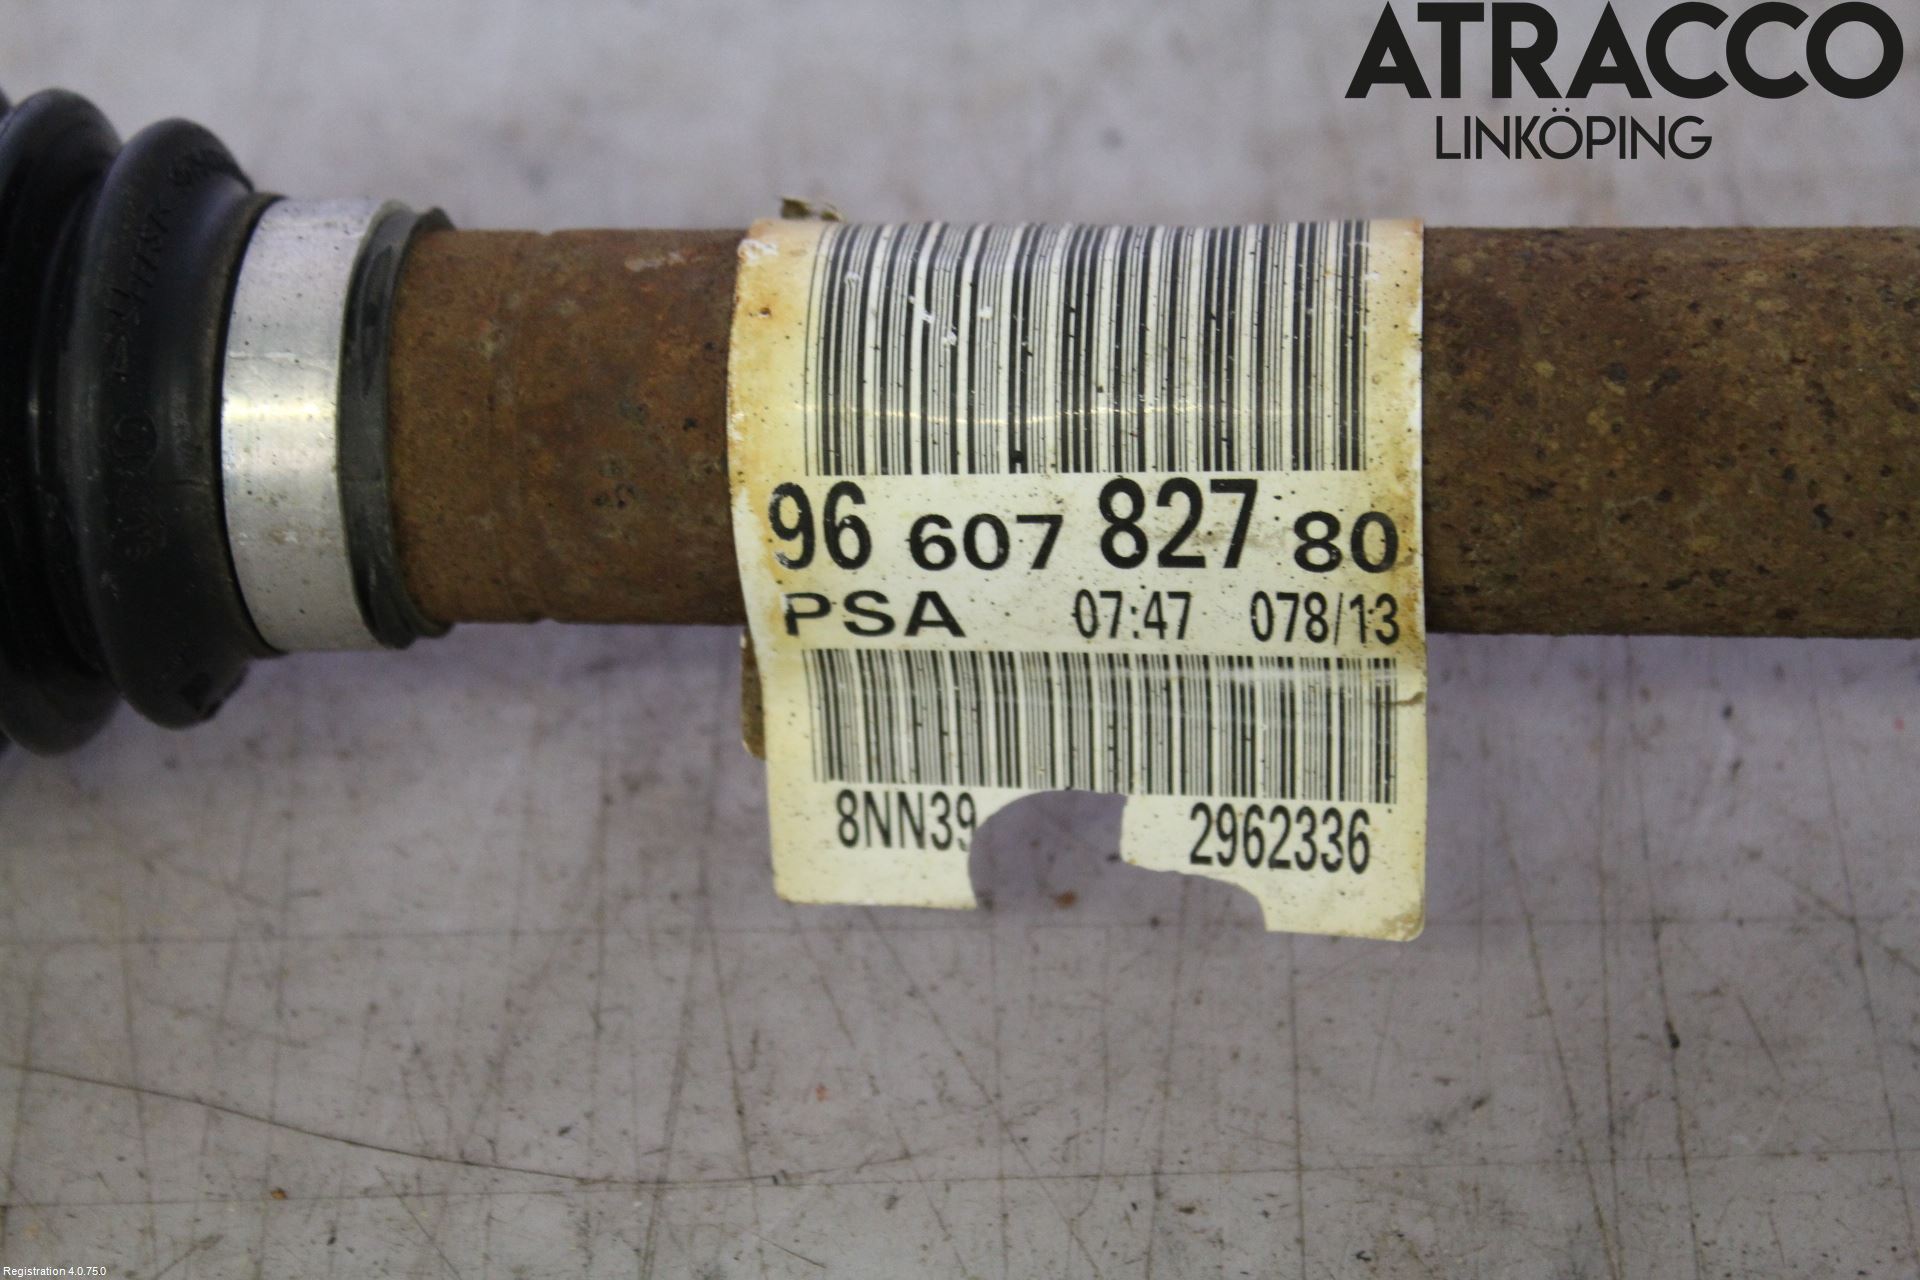 ATRACCO
LINKÖPING
96 607 827 80
PSA 07:47 078/13
8NN39 2962336
Registration 4.0.75.0